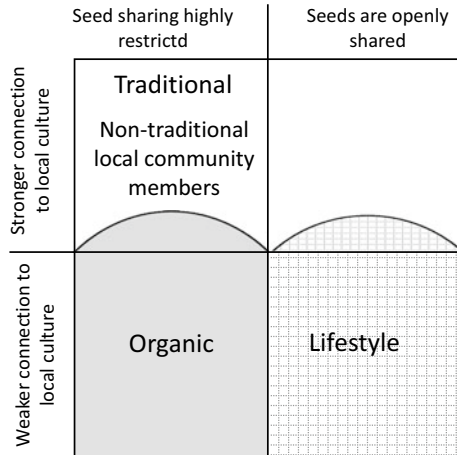 Seed sharing highly
restrictd
Seeds are openly
shared
Stronger connection
to local culture
Traditional
Non-traditional
local community
members
Weaker connection to
local culture
Organic
Lifestyle